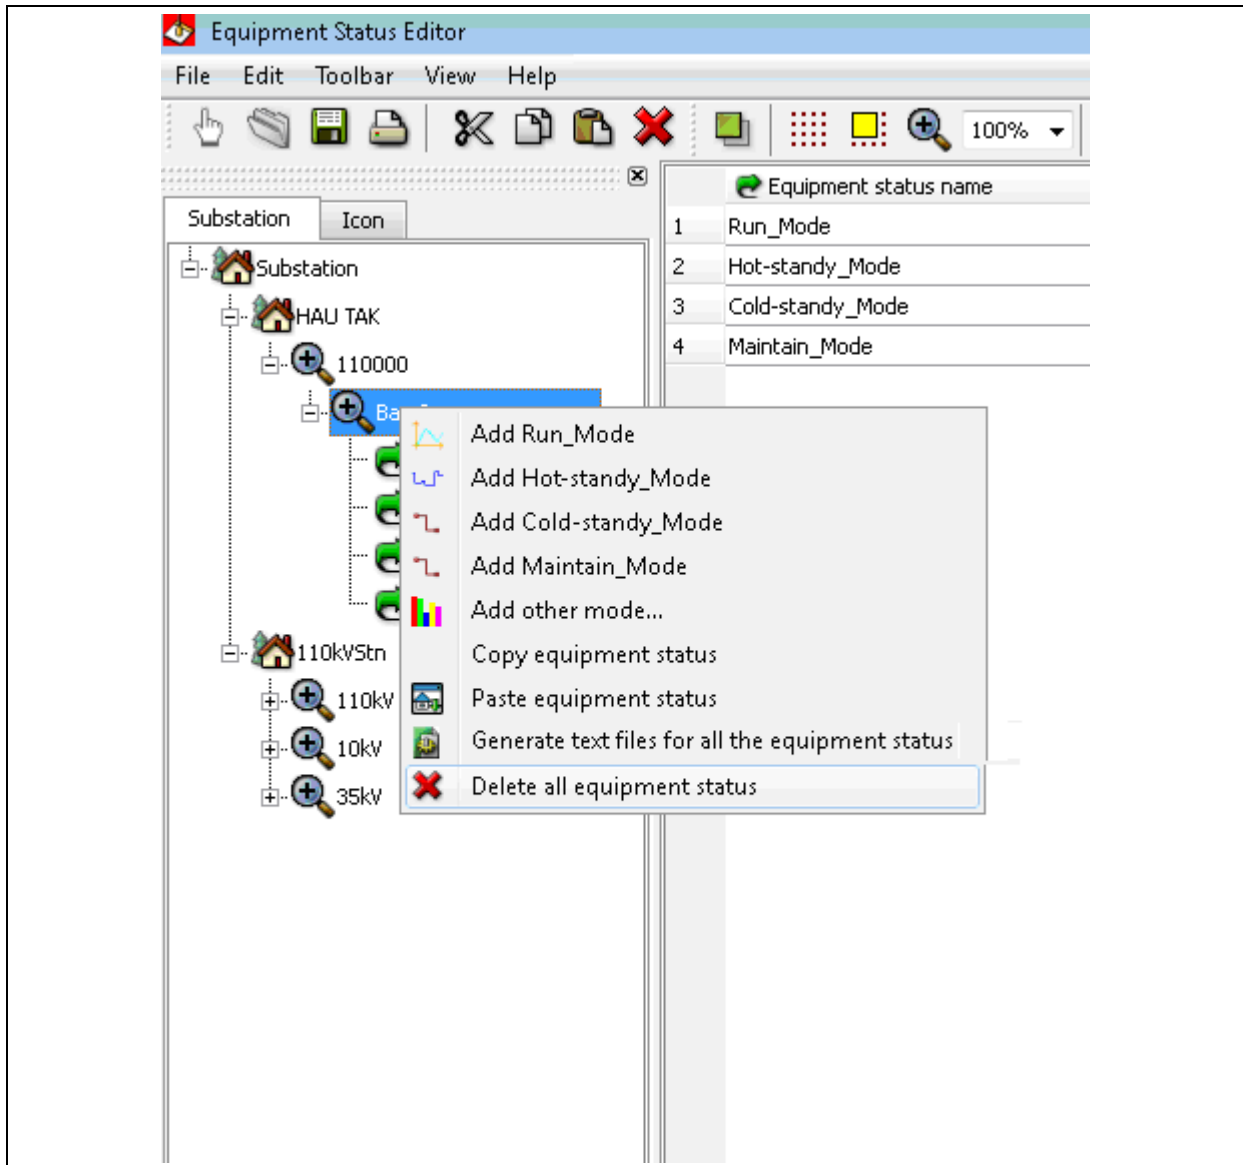 Equipment Status Editor
File Edit Toolbar View Help
100%
Substation Icon
Substation
HAU TAK
110000
110kVStn
110kV
10kV
35kV
Equipment status name
1 Run_Mode
2 Hot-standy_Mode
3 Cold-standy_Mode
4 Maintain_Mode
Add Run_Mode
Add Hot-standy_Mode
Add Cold-standy_Mode
Add Maintain_Mode
Add other mode...
Copy equipment status
Paste equipment status
Generate text files for all the equipment status
Delete all equipment status